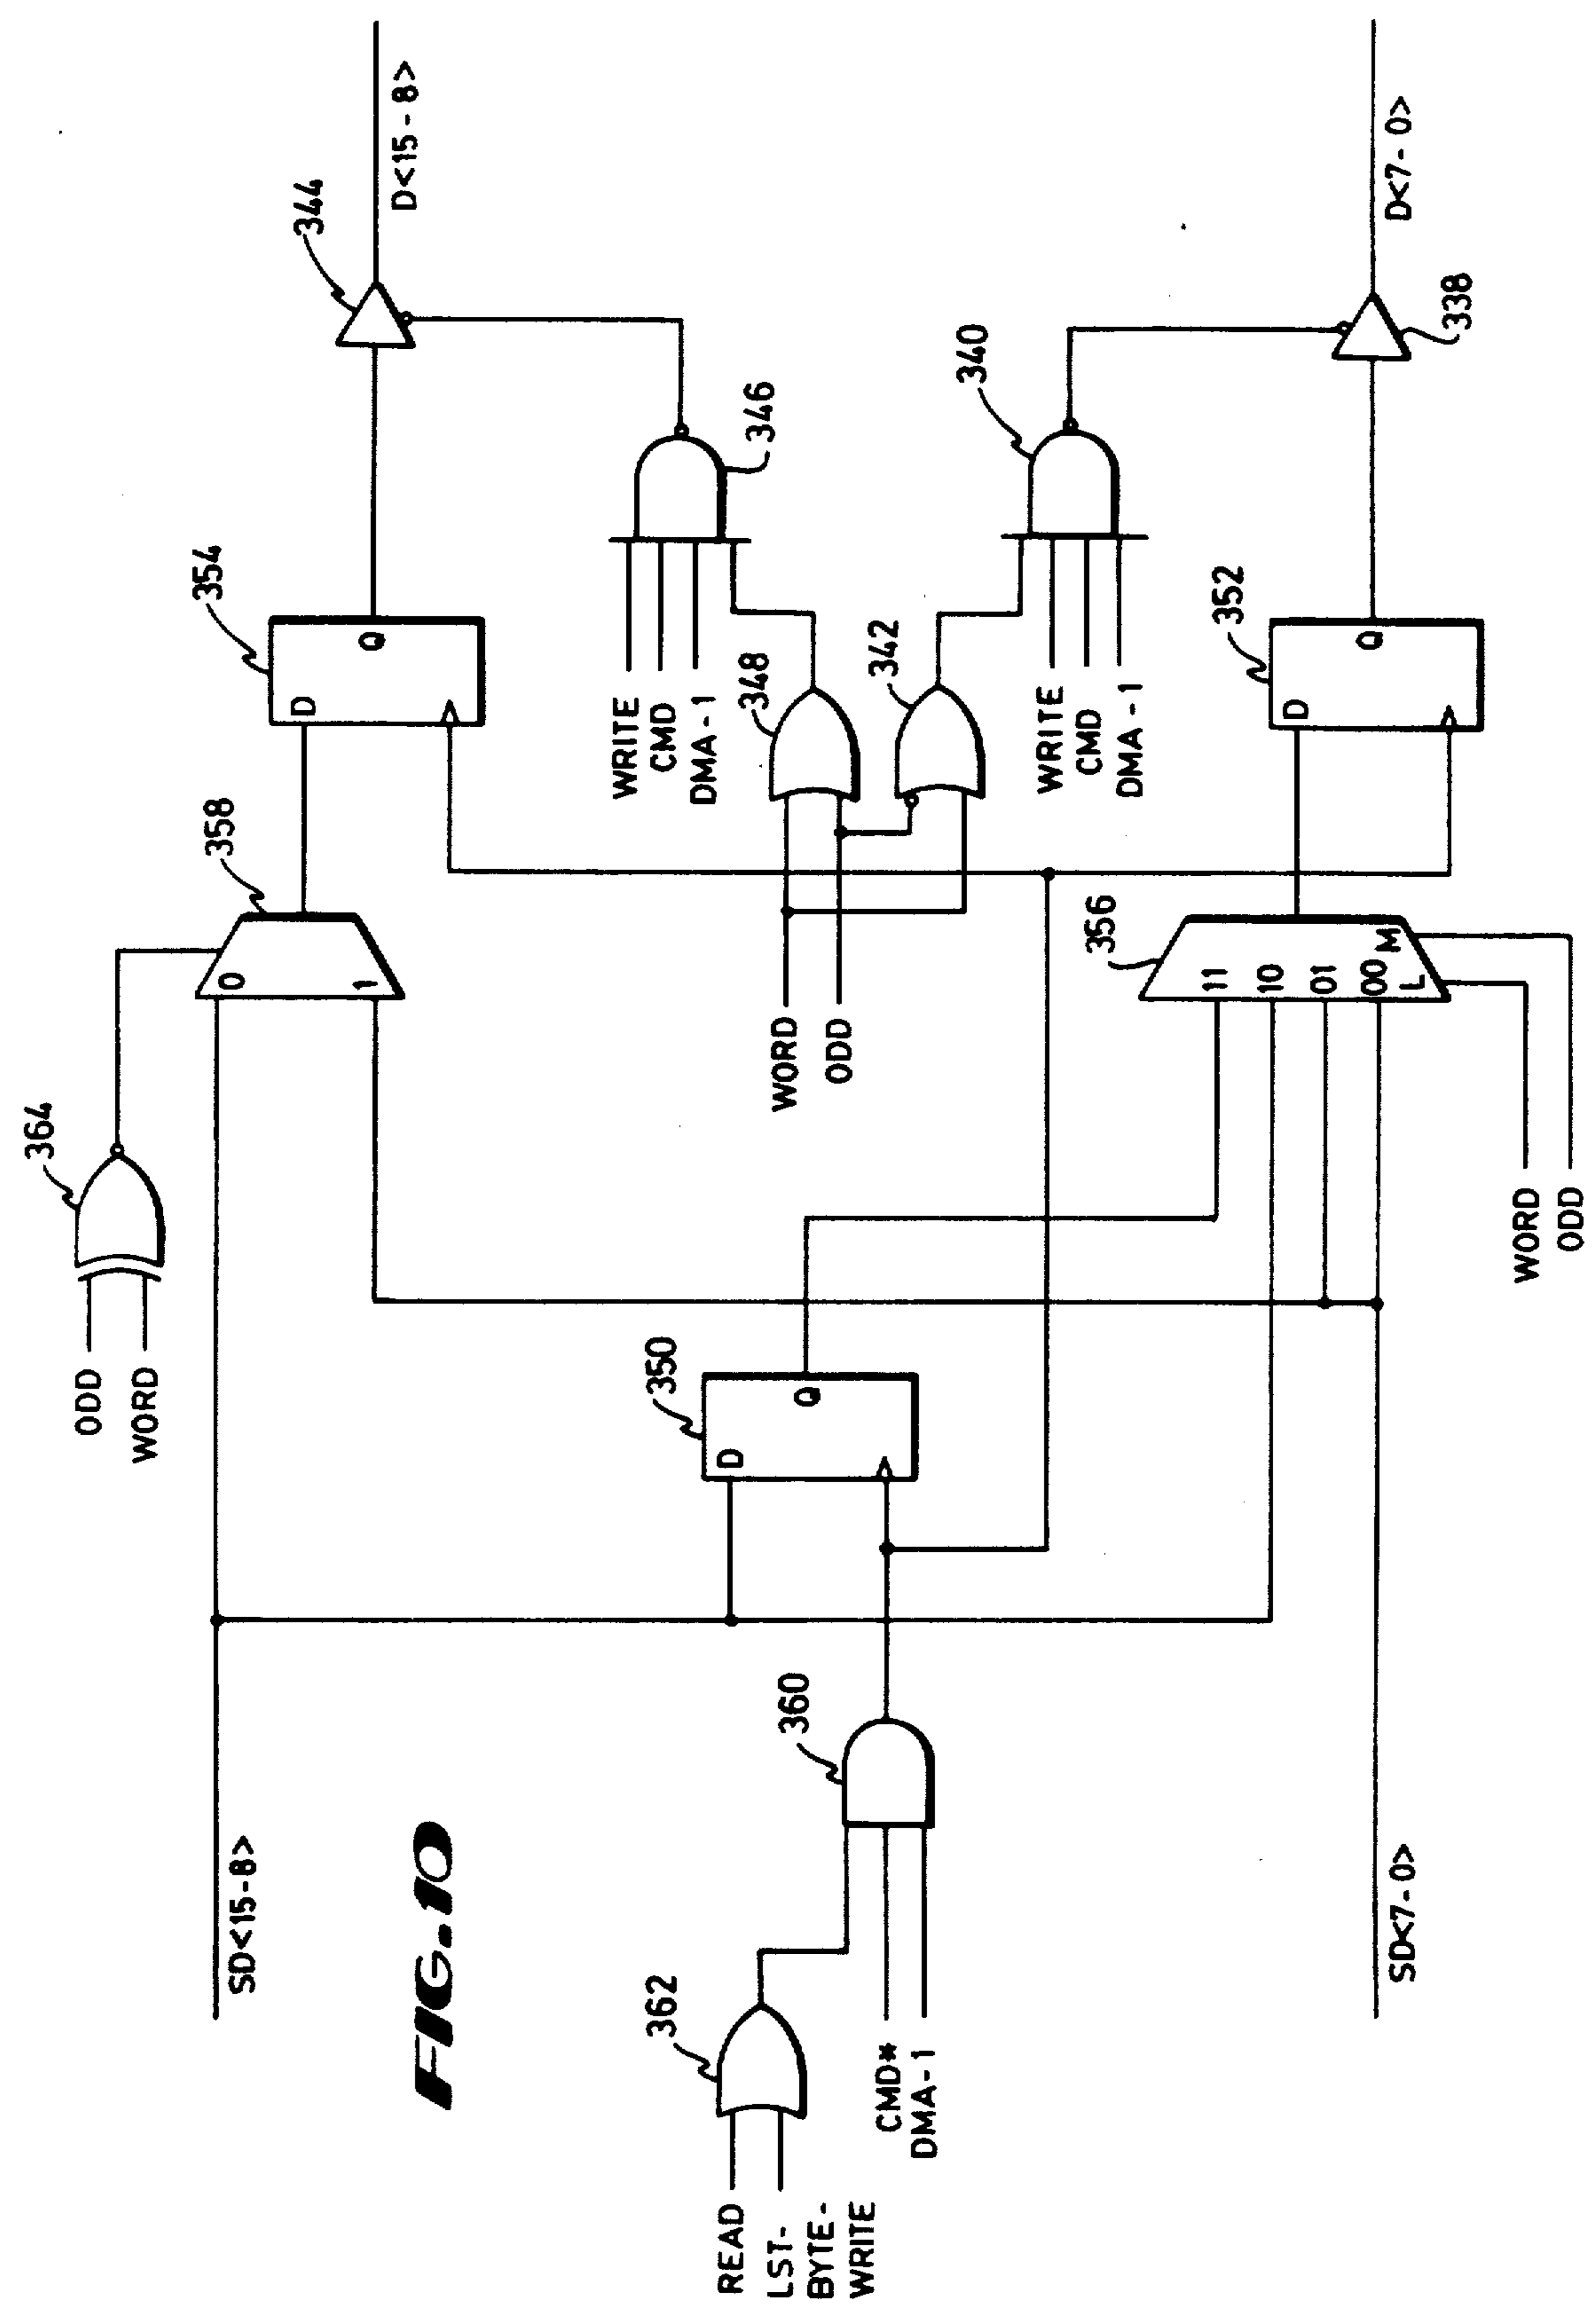 FIG.10
SD<15-8>
SD<7-0>
D<15-8>
D<7-0>
344
338
354
D
Q
352
D
Q
346
WRITE
CMD
DMA-1
340
WRITE
CMD
DMA-1
348
342
WORD
ODD
358
0
1
356
11
10
01
00
M
L
WORD
ODD
364
ODD
WORD
350
D
Q
360
CMD*
DMA-1
362
READ
LST-
BYTE-
WRITE